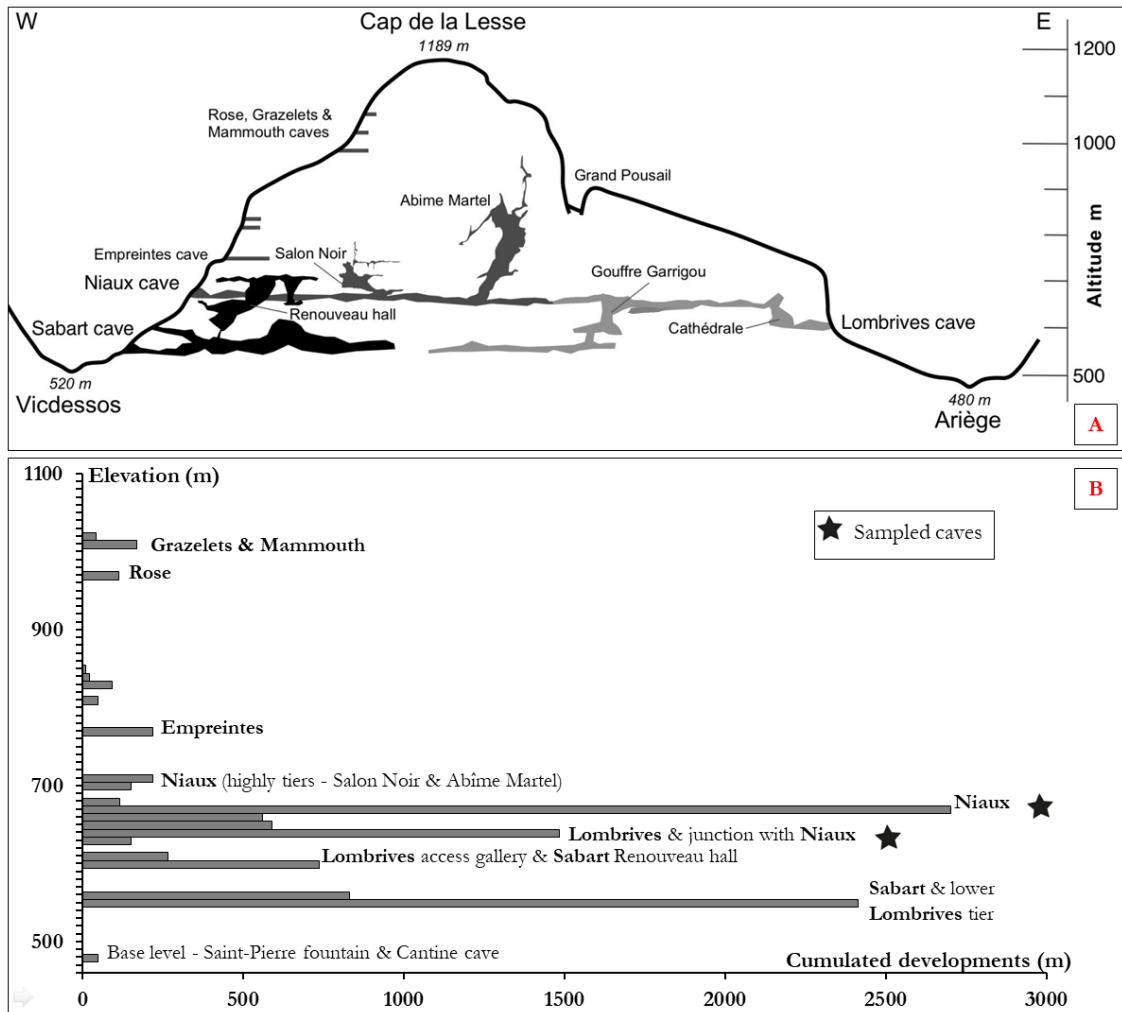 W
Cap de la Lesse
E
1189 m
1200
Rose, Grazelets &
Mammouth caves
1000
Grand Pousail
Abime Martel
Altitude m
Empreintes cave
Salon Noir
Gouffre Garrigou
Niaux cave
Renouveau hall
Cathédrale
Lombrives cave
Sabart cave
500
520 m
480 m
Vicdessos
Ariège
A
1100
Elevation (m)
B
Sampled caves
Grazelets & Mammouth
Rose
900
Empreintes
Niaux (highly tiers - Salon Noir & Abîme Martel)
700
Niaux
Lombrives & junction with Niaux
Lombrives access gallery & Sabart Renouveau hall
Sabart & lower
Lombrives tier
500
Base level - Saint-Pierre fountain & Cantine cave
Cumulated developments (m)
0 500 1000 1500 2000 2500 3000